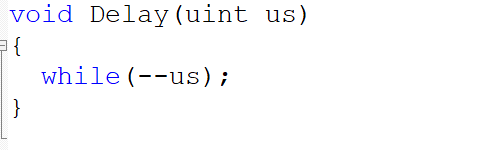 void Delay(uint us)
{
  while(--us);
}